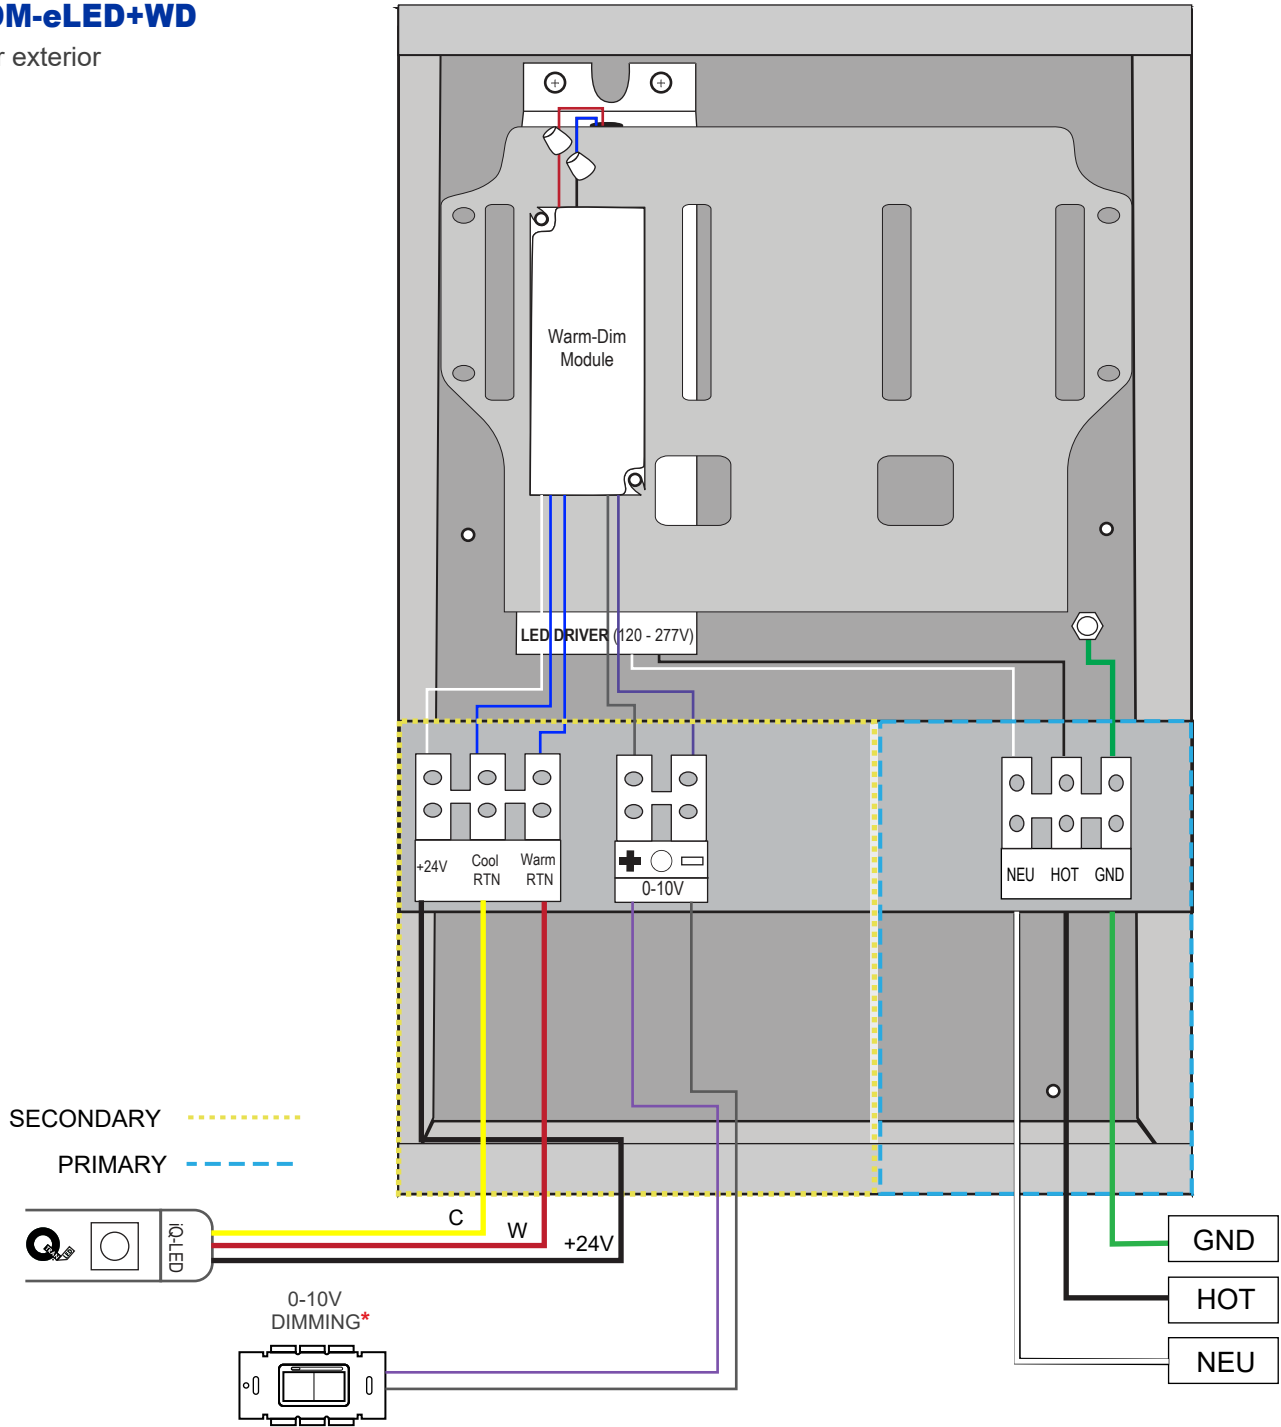 DM-eLED+WD
r exterior
Warm-Dim
Module
LED DRIVER (120 - 277V)
+24V
Cool
RTN
Warm
RTN
0-10V
NEU HOT GND
SECONDARY
PRIMARY
iQ-LED
C
W
+24V
0-10V
DIMMING*
GND
HOT
NEU